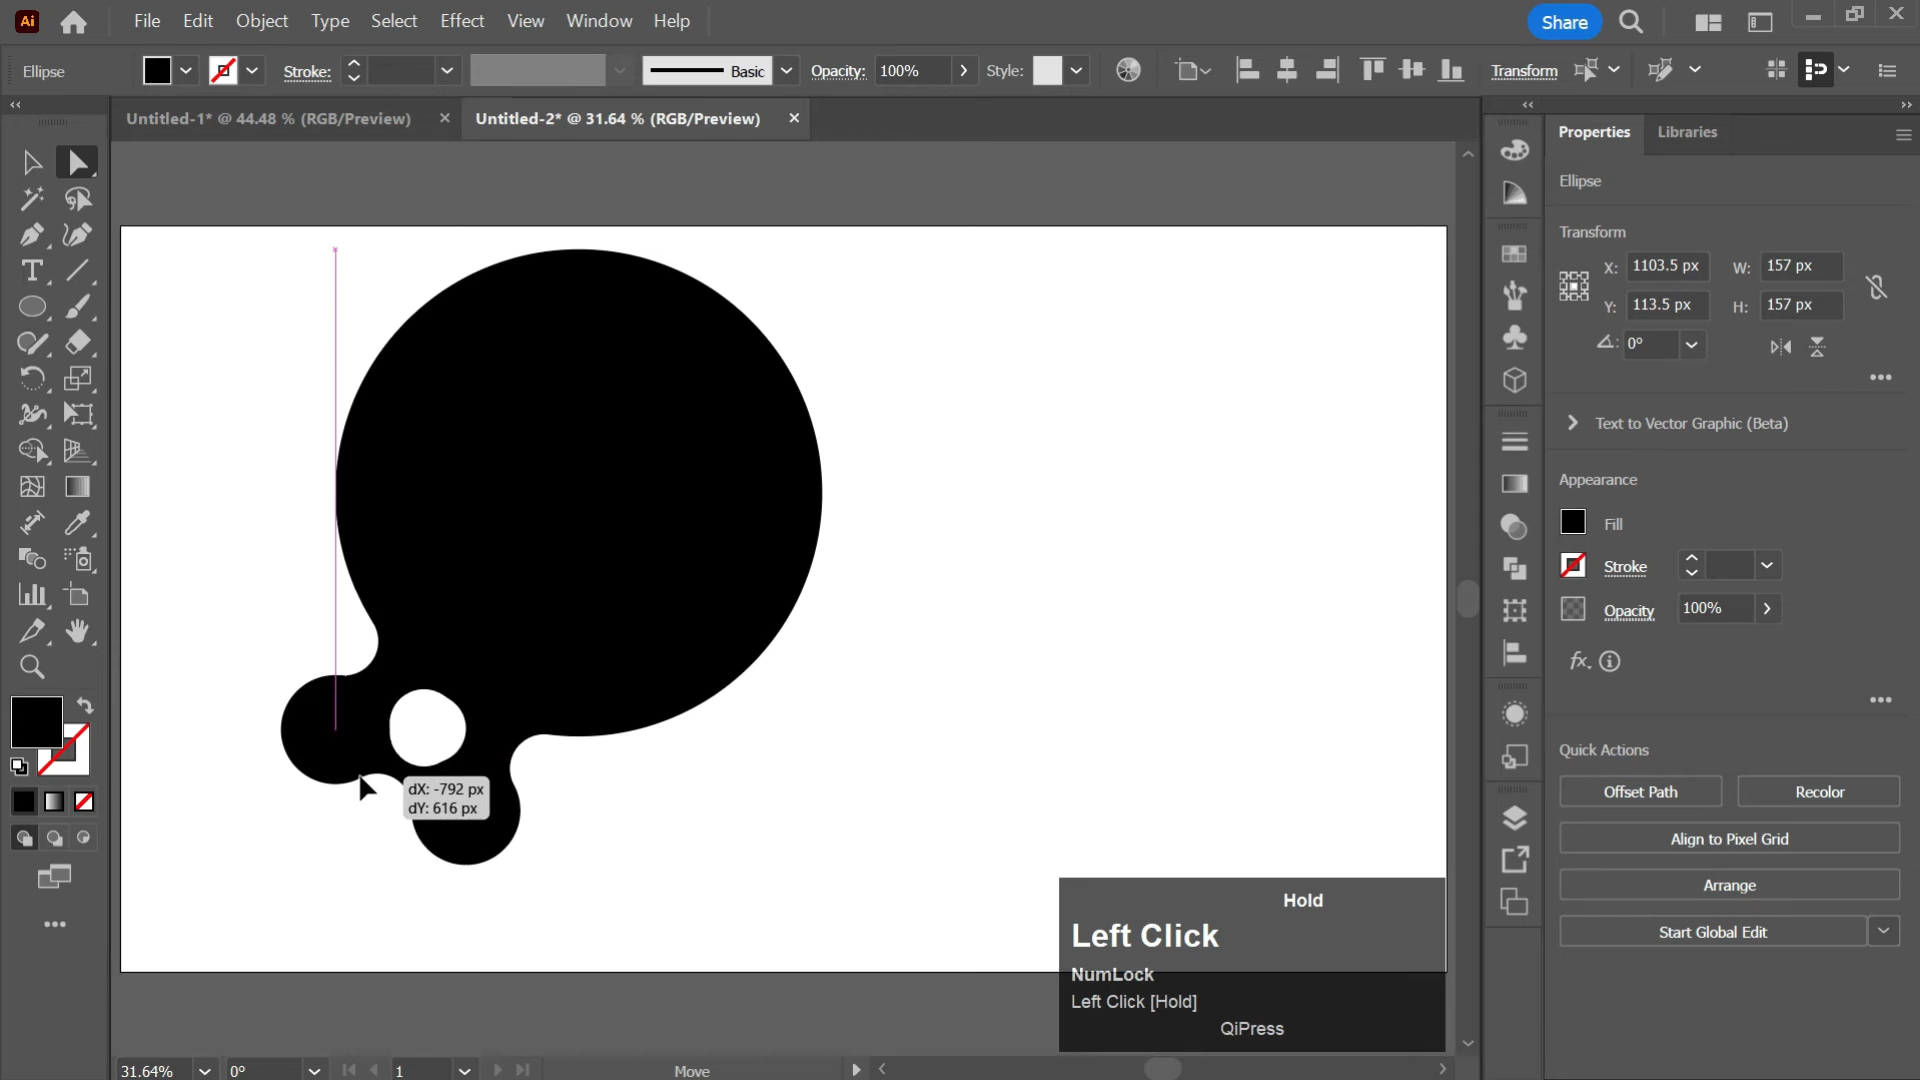 Ai
File Edit Object Type Select Effect View Window Help
Share
Ellipse
Stroke:
Basic
Opacity: 100%
Style:
Transform
Untitled-1* @ 44.48 % (RGB/Preview)
Untitled-2* @ 31.64 % (RGB/Preview)
Properties Libraries
Ellipse
Transform
X: 1103.5 px W: 157 px
Y: 113.5 px H: 157 px
0°
Text to Vector Graphic (Beta)
Appearance
Fill
Stroke
Opacity 100%
fx.
Quick Actions
Offset Path Recolor
Align to Pixel Grid
Arrange
Start Global Edit
dX: -792 px
dY: 616 px
Hold
Left Click
NumLock
Left Click [Hold]
QiPress
31.64% 0° 1 Move